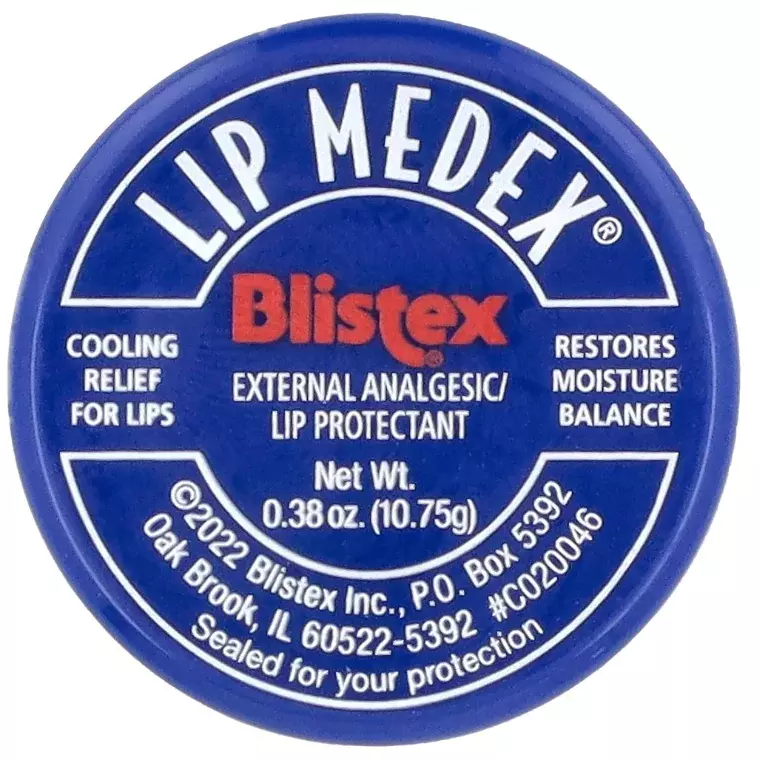 LIP MEDEX®
Blistex®
EXTERNAL ANALGESIC/
LIP PROTECTANT
Net Wt.
0.38 oz. (10.75g)
COOLING
RELIEF
FOR LIPS
RESTORES
MOISTURE
BALANCE
©2022 Blistex Inc., P.O. Box 5392
Oak Brook, IL 60522-5392 #C020046
Sealed for your protection